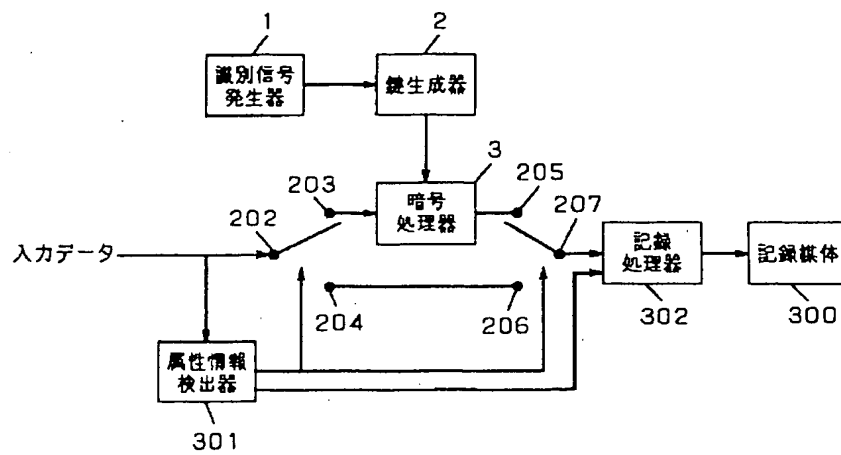 1
2
識別信号
発生器
鍵生成器
3
203
205
暗号
処理器
202
207
入力データ
記録
処理器
記録媒体
204
206
302
300
属性情報
検出器
301